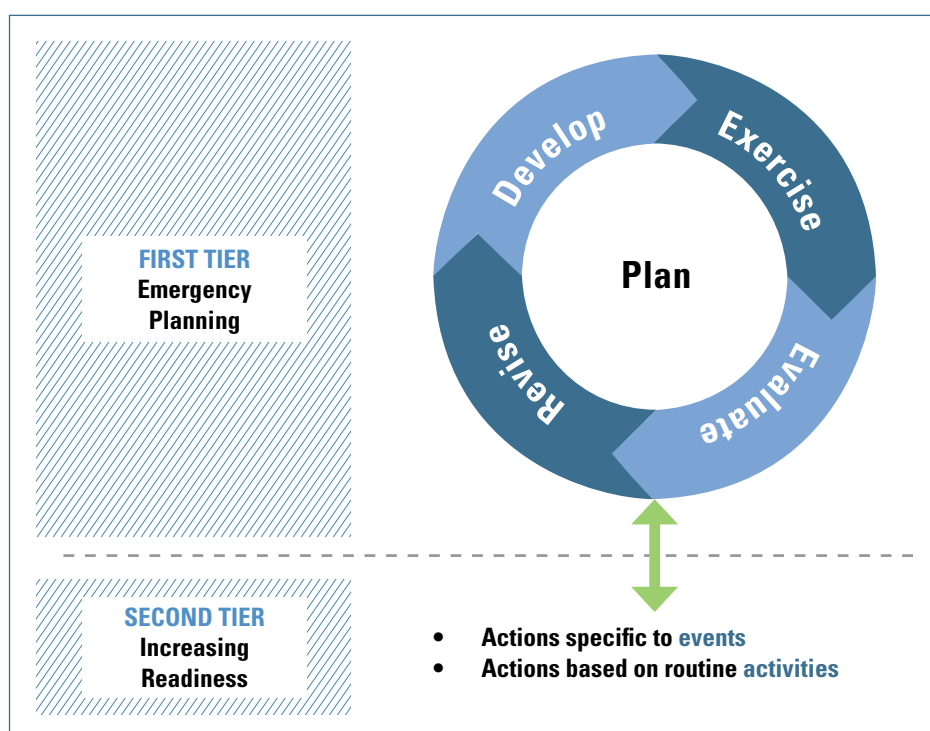 FIRST TIER
Emergency
Planning
Develop
Exercise
Evaluate
Revise
Plan
SECOND TIER
Increasing
Readiness
• Actions specific to events
• Actions based on routine activities